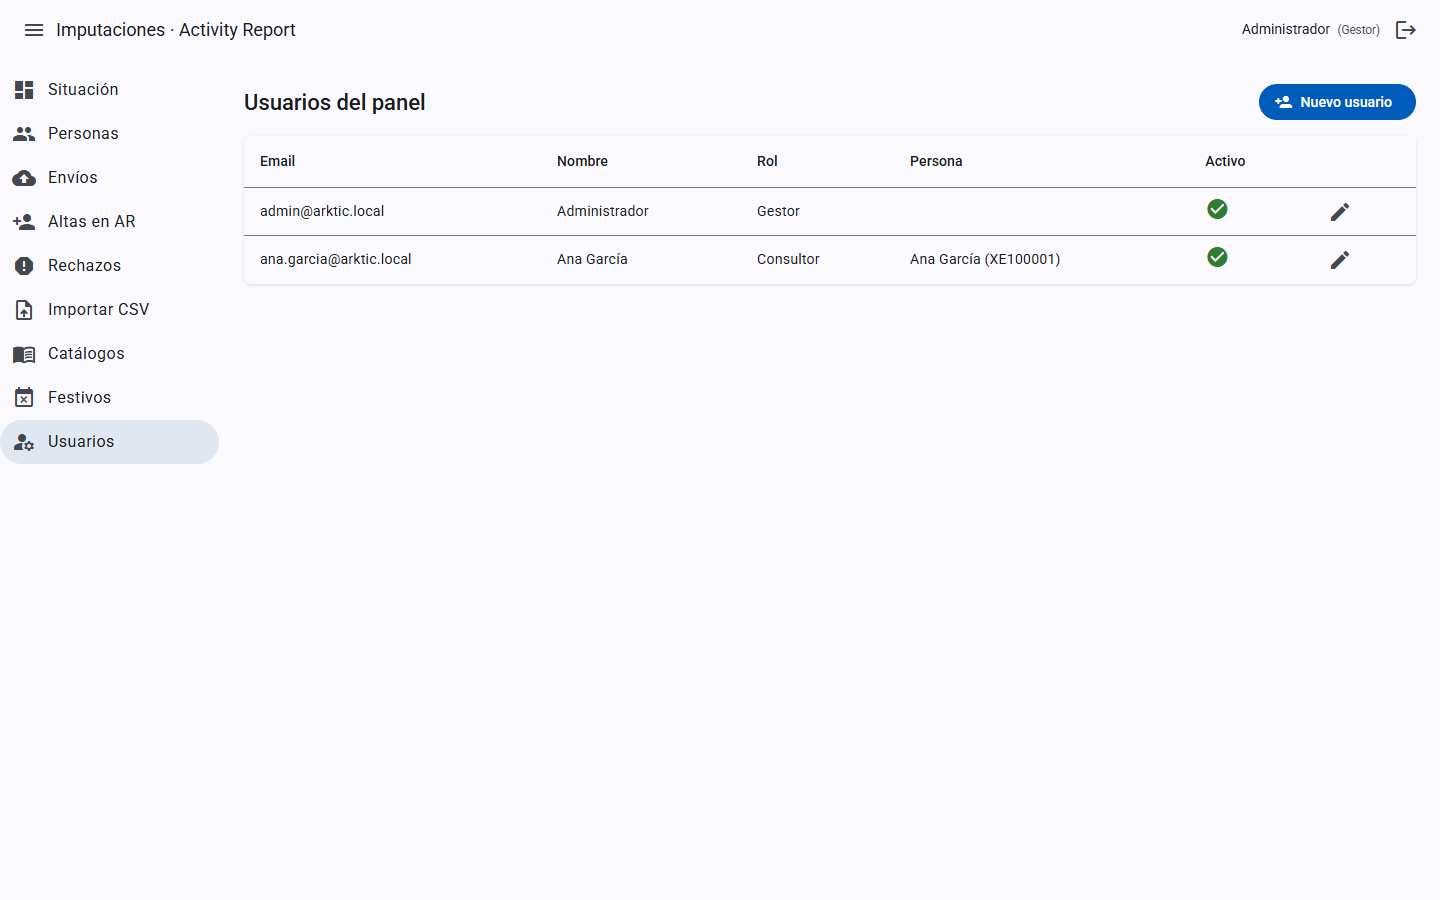 Imputaciones · Activity Report
Administrador (Gestor)
Situación
Personas
Envíos
Altas en AR
Rechazos
Importar CSV
Catálogos
Festivos
Usuarios
Usuarios del panel
Nuevo usuario
Email Nombre Rol Persona Activo
admin@arktic.local Administrador Gestor
ana.garcia@arktic.local Ana García Consultor Ana García (XE100001)